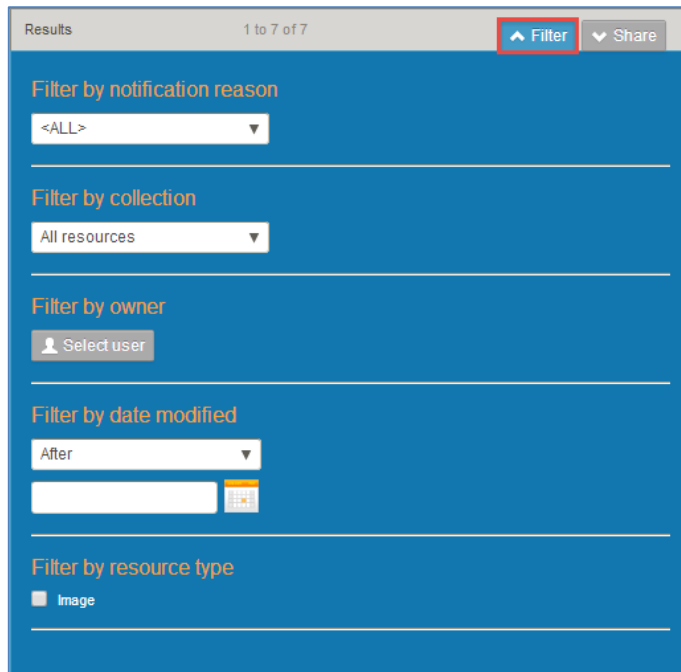 Results 1 to 7 of 7 Filter Share
Filter by notification reason
<ALL>
Filter by collection
All resources
Filter by owner
Select user
Filter by date modified
After
Filter by resource type
Image